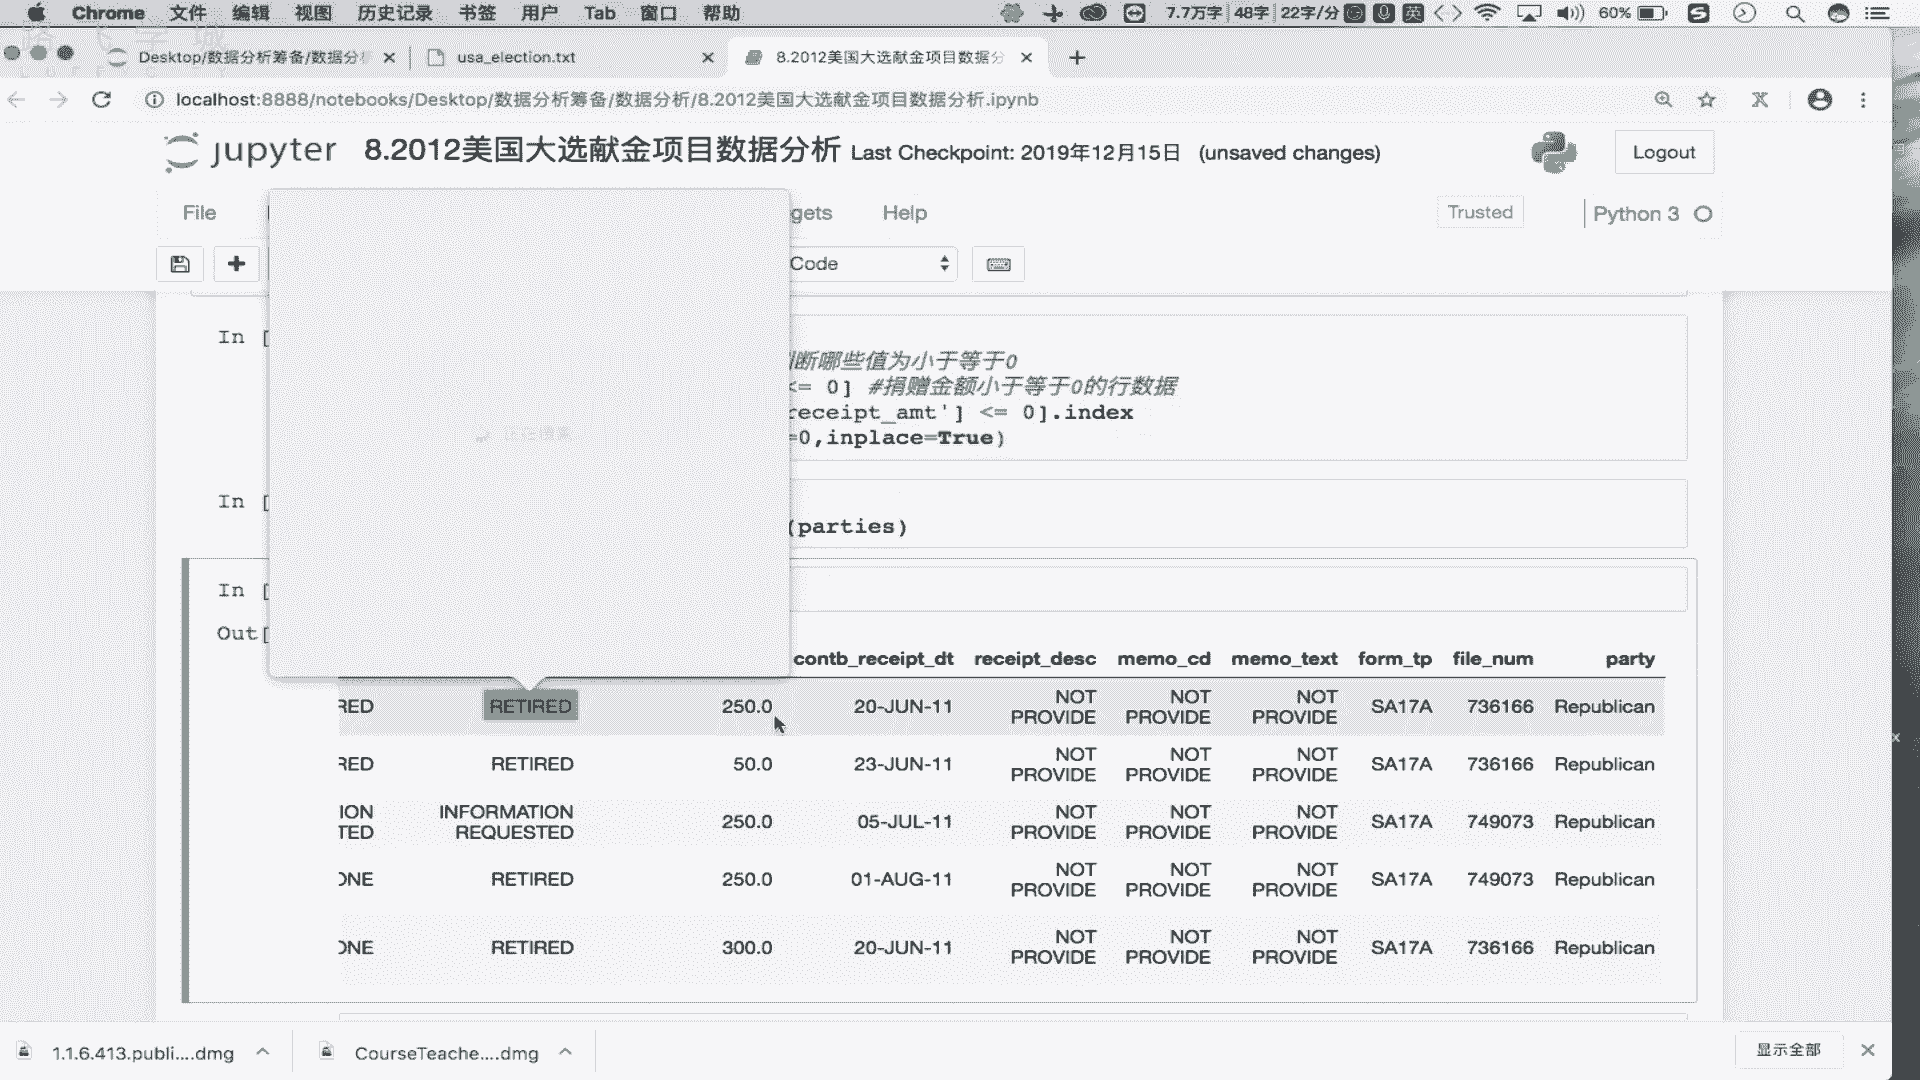 Chrome 文件 编辑 视图 历史记录 书签 用户 Tab 窗口 帮助 7.7万字 48字 22字/分 英 60%
Desktop/数据分析筹备/数据分析 usa_election.txt 8.2012美国大选献金项目数据分
localhost:8888/notebooks/Desktop/数据分析筹备/数据分析/8.2012美国大选献金项目数据分析.ipynb
jupyter 8.2012美国大选献金项目数据分析 Last Checkpoint: 2019年12月15日 (unsaved changes) Logout
File gets Help Trusted Python 3
Code
In [
断哪些值为小于等于0
<= 0] #捐赠金额小于等于0的行数据
receipt_amt'] <= 0].index
=0,inplace=True)
In [
(parties)
In [
Out[
contb_receipt_dt receipt_desc memo_cd memo_text form_tp file_num party
RED RETIRED 250.0 20-JUN-11 NOT PROVIDE NOT PROVIDE NOT PROVIDE SA17A 736166 Republican
RED RETIRED 50.0 23-JUN-11 NOT PROVIDE NOT PROVIDE NOT PROVIDE SA17A 736166 Republican
ION TED INFORMATION REQUESTED 250.0 05-JUL-11 NOT PROVIDE NOT PROVIDE NOT PROVIDE SA17A 749073 Republican
ONE RETIRED 250.0 01-AUG-11 NOT PROVIDE NOT PROVIDE NOT PROVIDE SA17A 749073 Republican
ONE RETIRED 300.0 20-JUN-11 NOT PROVIDE NOT PROVIDE NOT PROVIDE SA17A 736166 Republican
1.1.6.413.publi....dmg CourseTeache....dmg 显示全部